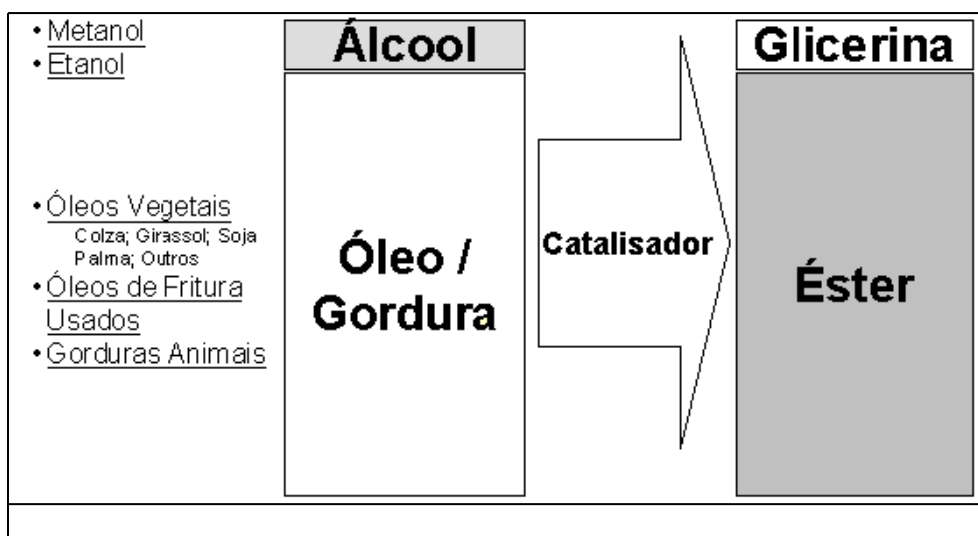 • Metanol
• Etanol
Álcool
Glicerina
• Óleos Vegetais
Colza; Girassol; Soja
Palma; Outros
• Óleos de Fritura
Usados
• Gorduras Animais
Óleo /
Gordura
Catalisador
Éster